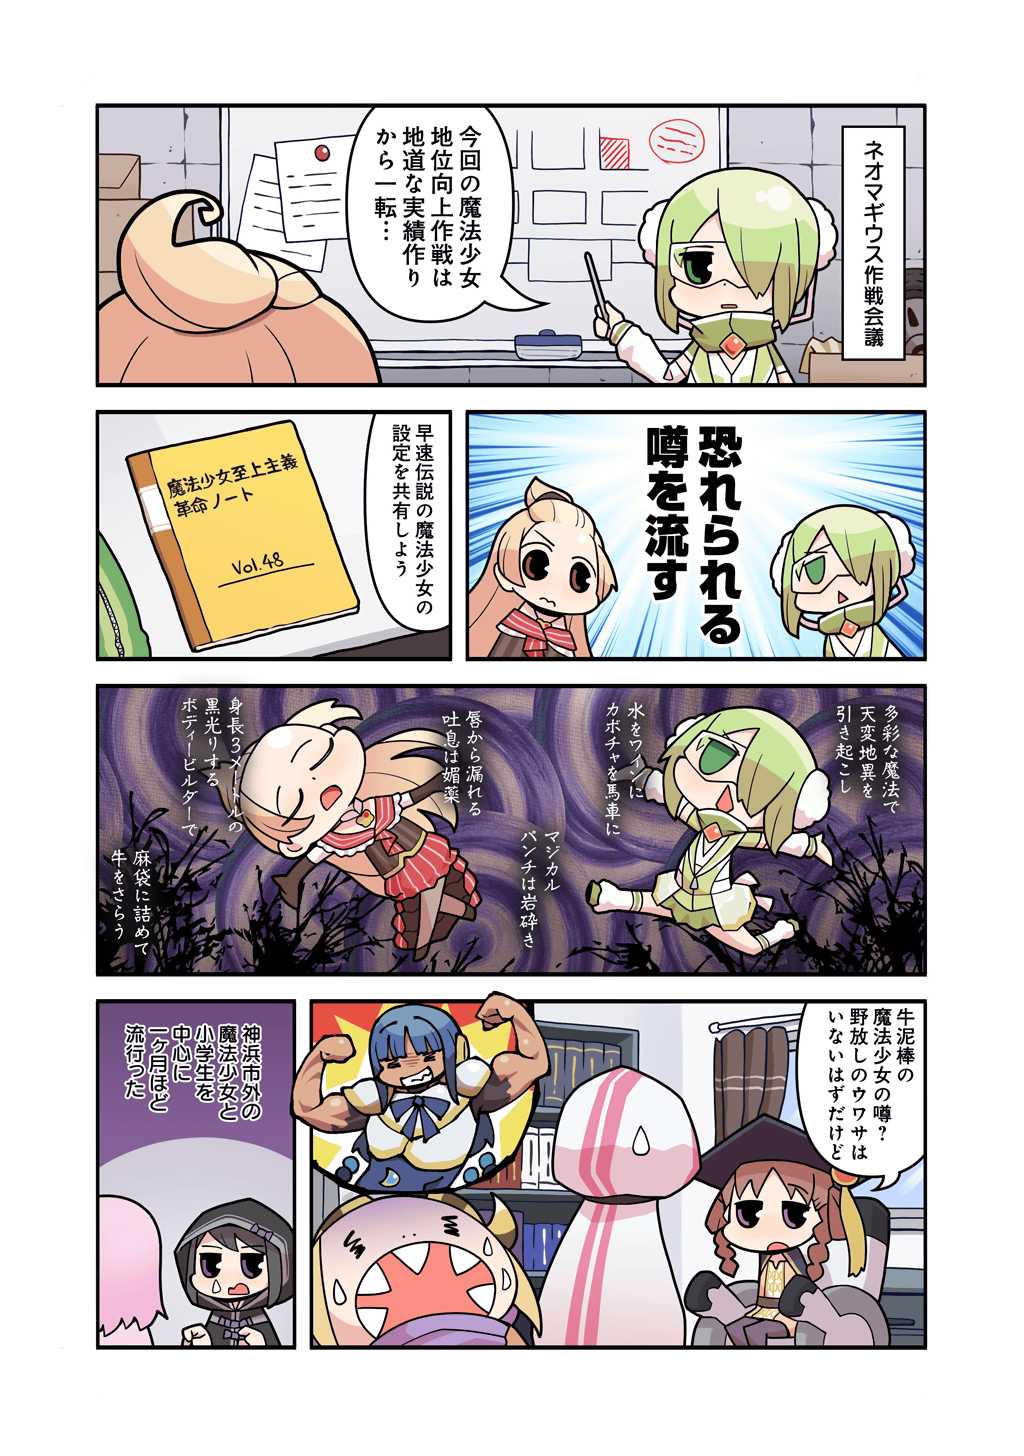 ネオマギウス作戦会議
今回の魔法少女
地位向上作戦は
地道な実績作り
から一転…
恐れられる
噂を流す
早速伝説の魔法少女の
設定を共有しよう
魔法少女至上主義
革命ノート
Vol.48
多彩な魔法で
天変地異を
引き起こし
水をワインに
カボチャを馬車に
マジカル
パンチは岩砕き
唇から漏れる
吐息は媚薬
身長3メートルの
黒光りする
ボディービルダーで
麻袋に詰めて
牛をさらう
牛泥棒の
魔法少女の噂?
野放しのウワサは
いないはずだけど
神浜市外の
魔法少女と
小学生を
中心に
一ヶ月ほど
流行った